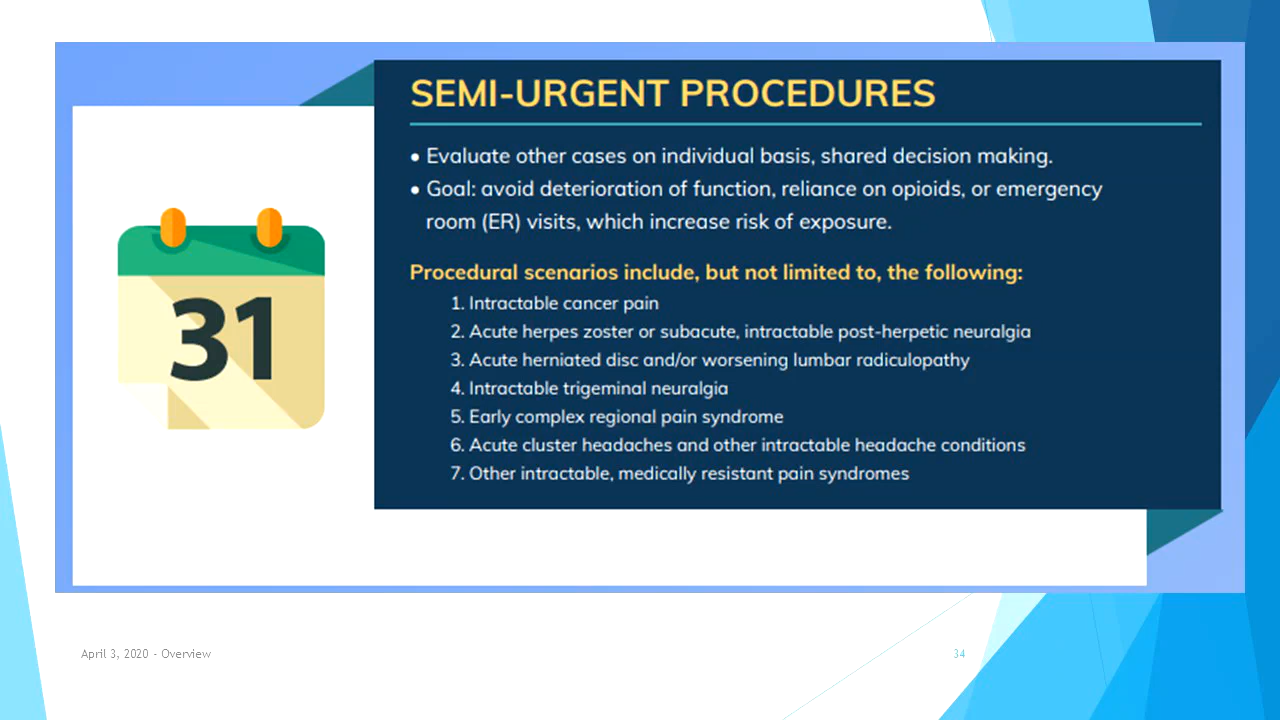 SEMI-URGENT PROCEDURES
• Evaluate other cases on individual basis, shared decision making.
• Goal: avoid deterioration of function, reliance on opioids, or emergency
room (ER) visits, which increase risk of exposure.
31
Procedural scenarios include, but not limited to, the following:
1. Intractable cancer pain
2. Acute herpes zoster or subacute, intractable post-herpetic neuralgia
3. Acute herniated disc and/or worsening lumbar radiculopathy
4. Intractable trigeminal neuralgia
5. Early complex regional pain syndrome
6. Acute cluster headaches and other intractable headache conditions
7. Other intractable, medically resistant pain syndromes
April 3, 2020 - Overview
34